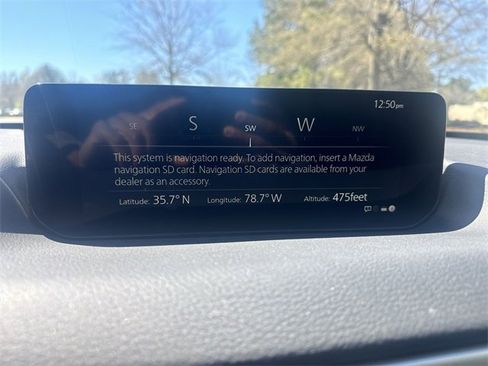 12:50pm
SE S SW W NW
This system is navigation ready. To add navigation, insert a Mazda
navigation SD card. Navigation SD cards are available from your
dealer as an accessory.
Latitude: 35.7° N Longitude: 78.7° W Altitude: 475feet